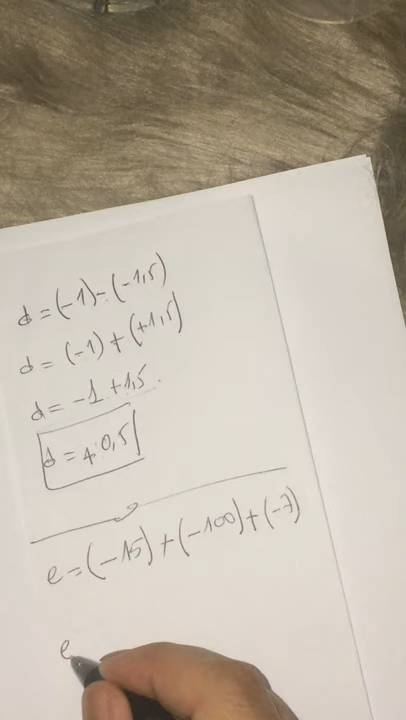 d = (-1) - (-1,5)
d = (-1) + (+1,5)
d = -1 +1,5.
d = +0,5
e = (-15) + (-100) + (-7)
e